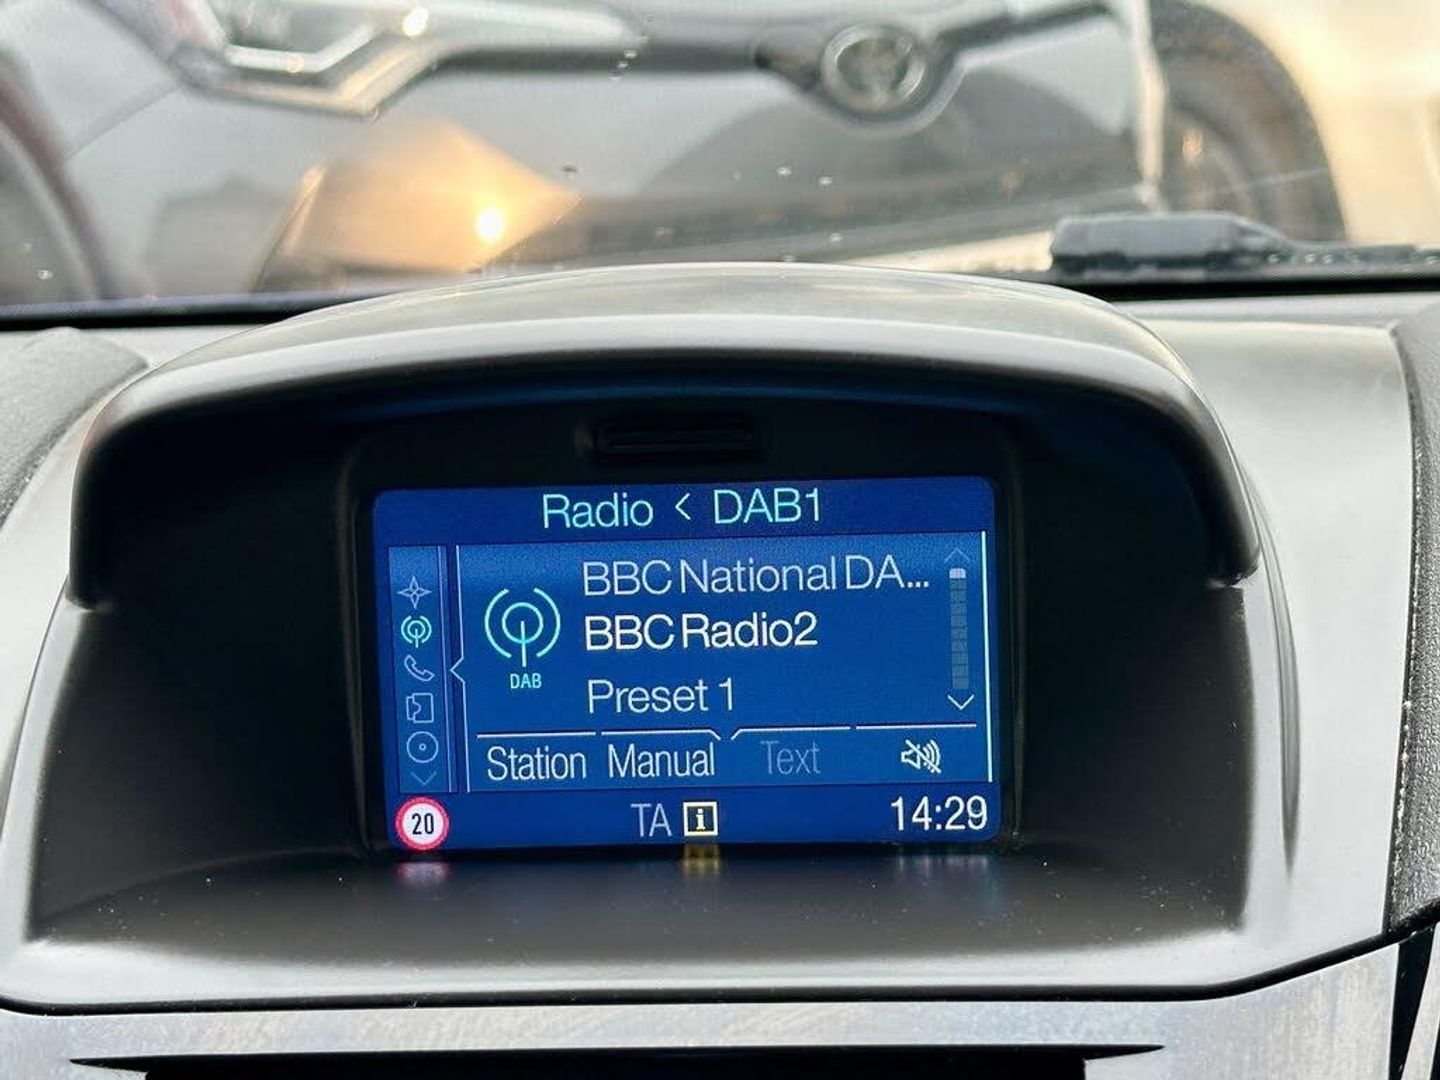 Radio < DAB1
BBC National DA...
BBC Radio2
DAB
Preset 1
Station Manual Text
20 TA i 14:29